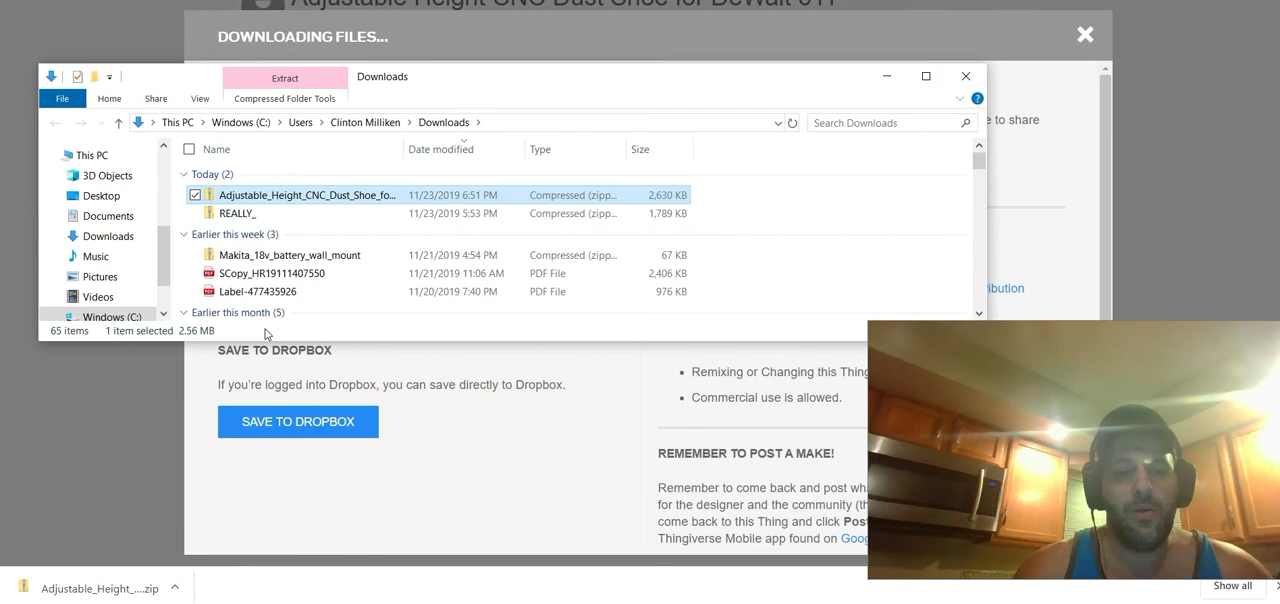 Adjustable Height CNC Dust Shoe for DeWalt 611
DOWNLOADING FILES...
Extract
Downloads
File
Home
Share
View
Compressed Folder Tools
This PC
Windows (C:)
Users
Clinton Milliken
Downloads
Search Downloads
e to share
Name
Date modified
Type
Size
This PC
3D Objects
Desktop
Documents
Downloads
Music
Pictures
Videos
Windows (C:)
Today (2)
Adjustable_Height_CNC_Dust_Shoe_fo... 11/23/2019 6:51 PM Compressed (zipp... 2,630 KB
REALLY_ 11/23/2019 5:53 PM Compressed (zipp... 1,789 KB
Earlier this week (3)
Makita_18v_battery_wall_mount 11/21/2019 4:54 PM Compressed (zipp... 67 KB
SCopy_HR19111407550 11/21/2019 11:06 AM PDF File 2,406 KB
Label-477435926 11/20/2019 7:40 PM PDF File 976 KB
Earlier this month (5)
65 items 1 item selected 2.56 MB
ribution
SAVE TO DROPBOX
If you're logged into Dropbox, you can save directly to Dropbox.
SAVE TO DROPBOX
Remixing or Changing this Thing
Commercial use is allowed.
REMEMBER TO POST A MAKE!
Remember to come back and post wha
for the designer and the community (th
come back to this Thing and click Post
Thingiverse Mobile app found on Goog
Adjustable_Height_....zip
Show all